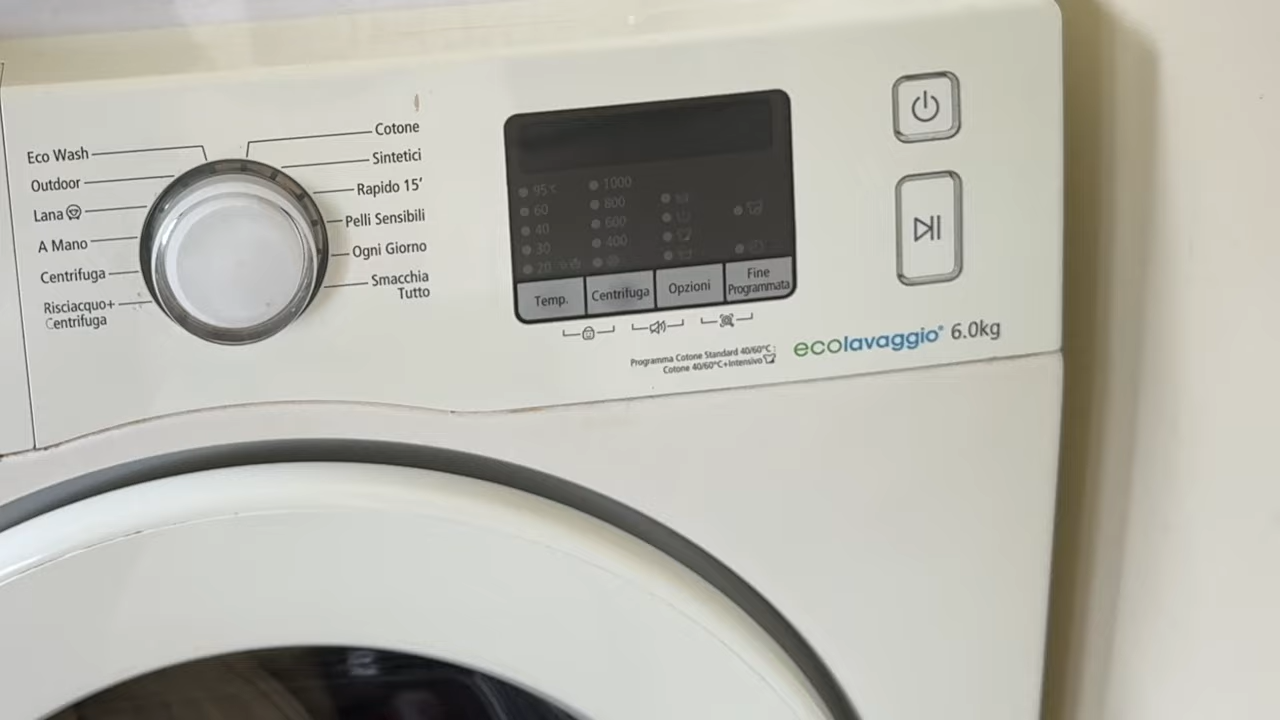 Eco Wash
Outdoor
Lana
A Mano
Centrifuga
Risciacquo+
Centrifuga
Cotone
Sintetici
Rapido 15'
Pelli Sensibili
Ogni Giorno
Smacchia
Tutto
95°C
60
40
30
20
1000
800
600
400
Temp.
Centrifuga
Opzioni
Fine
Programmata
Programma Cotone Standard 40/60°C:
Cotone 40/60°C+Intensivo
ecolavaggio 6.0kg